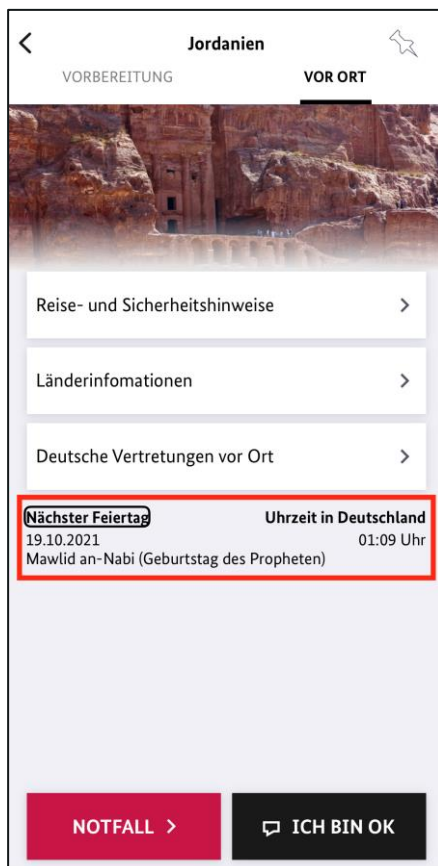 Jordanien
VORBEREITUNG VOR ORT
Reise- und Sicherheitshinweise
Länderinfomationen
Deutsche Vertretungen vor Ort
Nächster Feiertag Uhrzeit in Deutschland
19.10.2021 01:09 Uhr
Mawlid an-Nabi (Geburtstag des Propheten)
NOTFALL ICH BIN OK